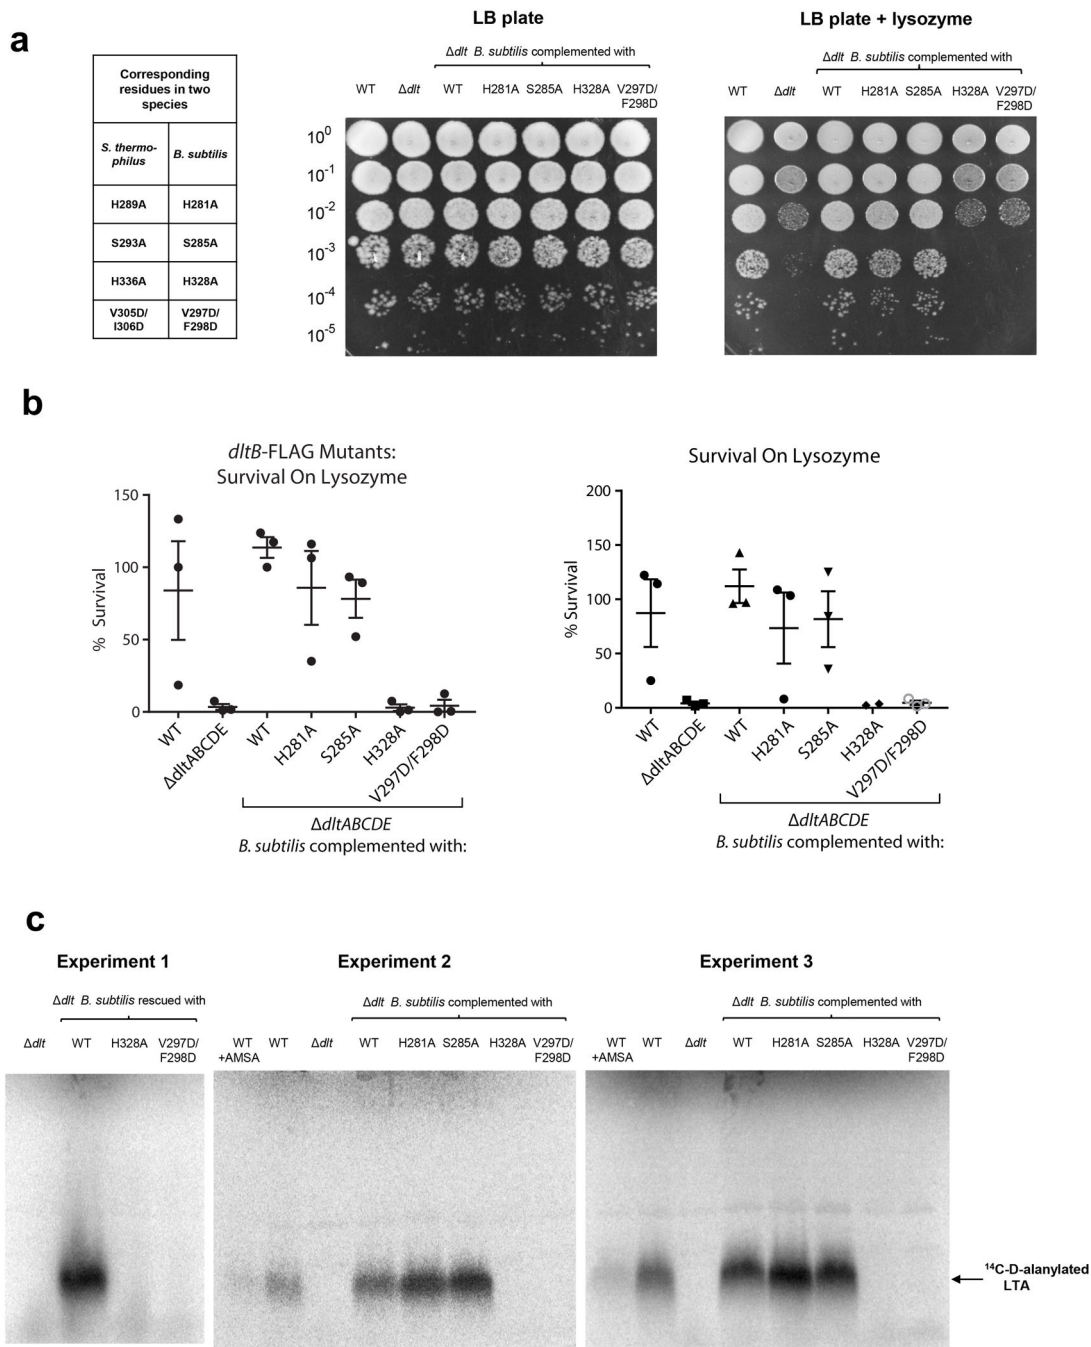 a
Corresponding
residues in two
species
S. thermo-
philus
B. subtilis
H289A
H281A
S293A
S285A
H336A
H328A
V305D/
I306D
V297D/
F298D
LB plate
Δdlt B. subtilis complemented with
WT Δdlt WT H281A S285A H328A V297D/
F298D
10^0
10^-1
10^-2
10^-3
10^-4
10^-5
LB plate + lysozyme
Δdlt B. subtilis complemented with
WT Δdlt WT H281A S285A H328A V297D/
F298D
b
dltB-FLAG Mutants:
Survival On Lysozyme
% Survival
150
100
50
0
WT
ΔdltABCDE
WT
H281A
S285A
H328A
V297D/F298D
ΔdltABCDE
B. subtilis complemented with:
Survival On Lysozyme
% Survival
200
150
100
50
0
WT
ΔdltABCDE
WT
H281A
S285A
H328A
V297D/F298D
ΔdltABCDE
B. subtilis complemented with:
c
Experiment 1
Δdlt B. subtilis rescued with
Δdlt WT H328A V297D/
F298D
Experiment 2
Δdlt B. subtilis complemented with
WT
+AMSA
WT Δdlt WT H281A S285A H328A V297D/
F298D
Experiment 3
Δdlt B. subtilis complemented with
WT
+AMSA
WT Δdlt WT H281A S285A H328A V297D/
F298D
14C-D-alanylated
LTA